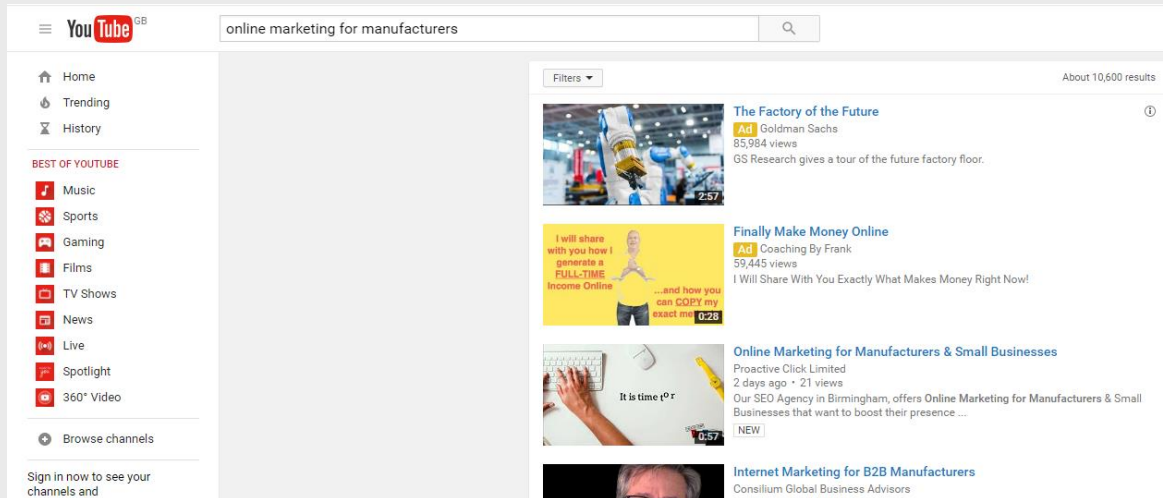 YouTube GB
online marketing for manufacturers
Home
Trending
History
BEST OF YOUTUBE
Music
Sports
Gaming
Films
TV Shows
News
Live
Spotlight
360° Video
Browse channels
Sign in now to see your
channels and
Filters
About 10,600 results
2:57
The Factory of the Future
Ad Goldman Sachs
85,984 views
GS Research gives a tour of the future factory floor.
I will share
with you how I
generate a
FULL-TIME
Income Online
...and how you
can COPY my
exact
0:28
Finally Make Money Online
Ad Coaching By Frank
59,445 views
I Will Share With You Exactly What Makes Money Right Now!
It is time for
0:57
Online Marketing for Manufacturers & Small Businesses
Proactive Click Limited
2 days ago • 21 views
Our SEO Agency in Birmingham, offers Online Marketing for Manufacturers & Small
Businesses that want to boost their presence ...
NEW
Internet Marketing for B2B Manufacturers
Consilium Global Business Advisors